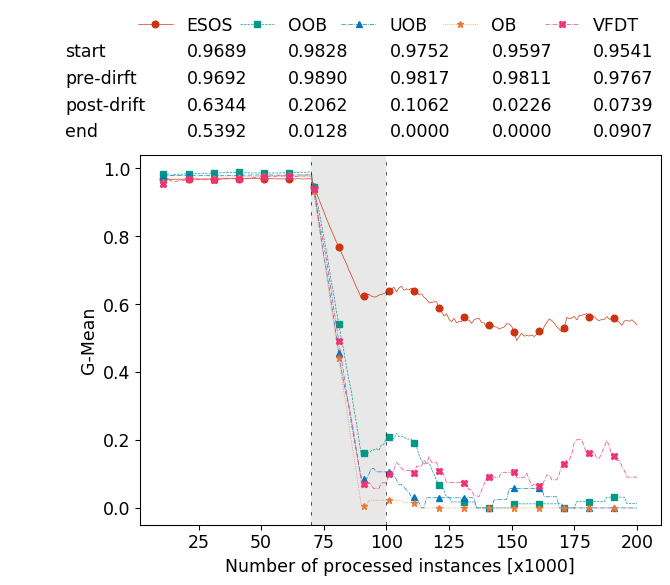 ESOS OOB UOB OB VFDT
start 0.9689 0.9828 0.9752 0.9597 0.9541
pre-dirft 0.9692 0.9890 0.9817 0.9811 0.9767
post-drift 0.6344 0.2062 0.1062 0.0226 0.0739
end 0.5392 0.0128 0.0000 0.0000 0.0907
1.0
0.8
0.6
0.4
0.2
0.0
G-Mean
25 50 75 100 125 150 175 200
Number of processed instances [x1000]